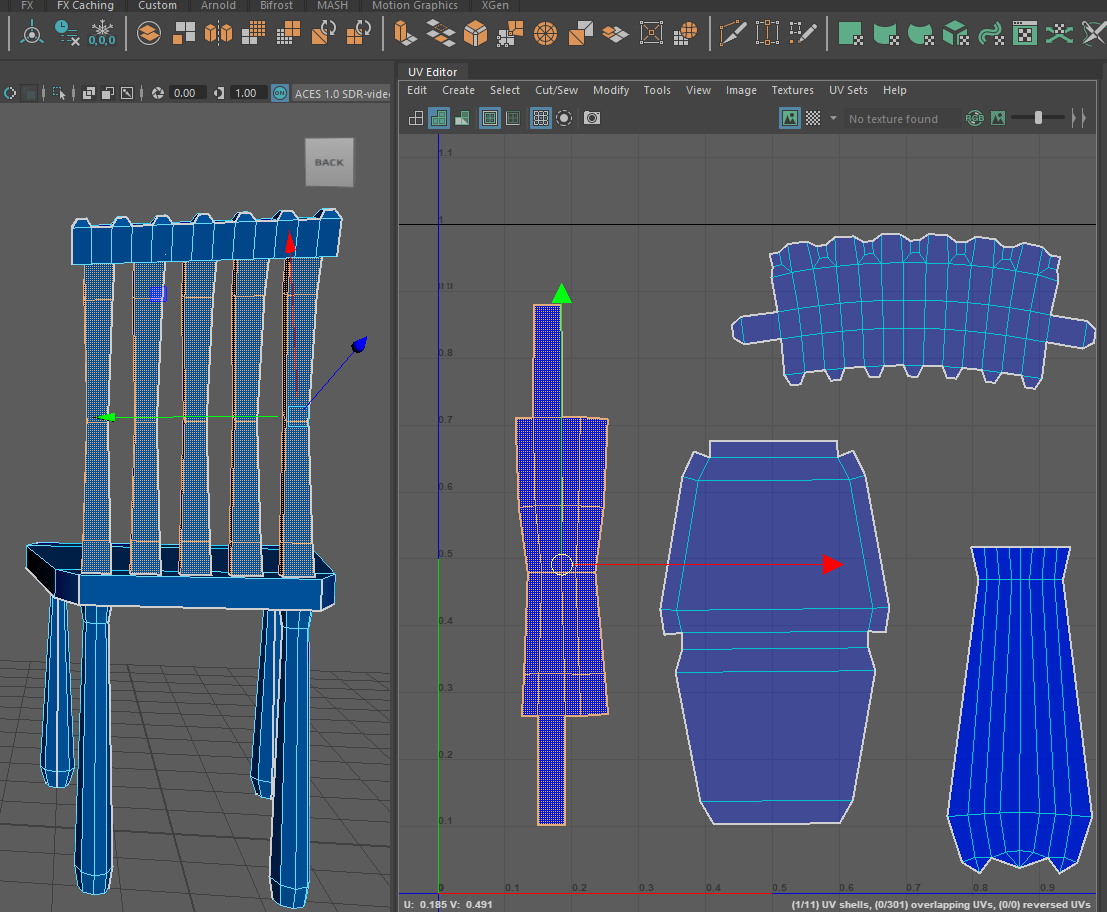 FX FX Caching Custom Arnold Bifrost MASH Motion Graphics XGen
0,0,0
UV Editor
Edit Create Select Cut/Sew Modify Tools View Image Textures UV Sets Help
0.00 1.00 ON ACES 1.0 SDR-video
No texture found RGB
BACK
1.1
1
0.8
0.7
0.6
0.5
0.4
0.3
0.2
0.1
0 0.1 0.2 0.3 0.4 0.5 0.6 0.7 0.8 0.9
U: 0.185 V: 0.491 (1/11) UV shells, (0/301) overlapping UVs, (0/0) reversed UVs